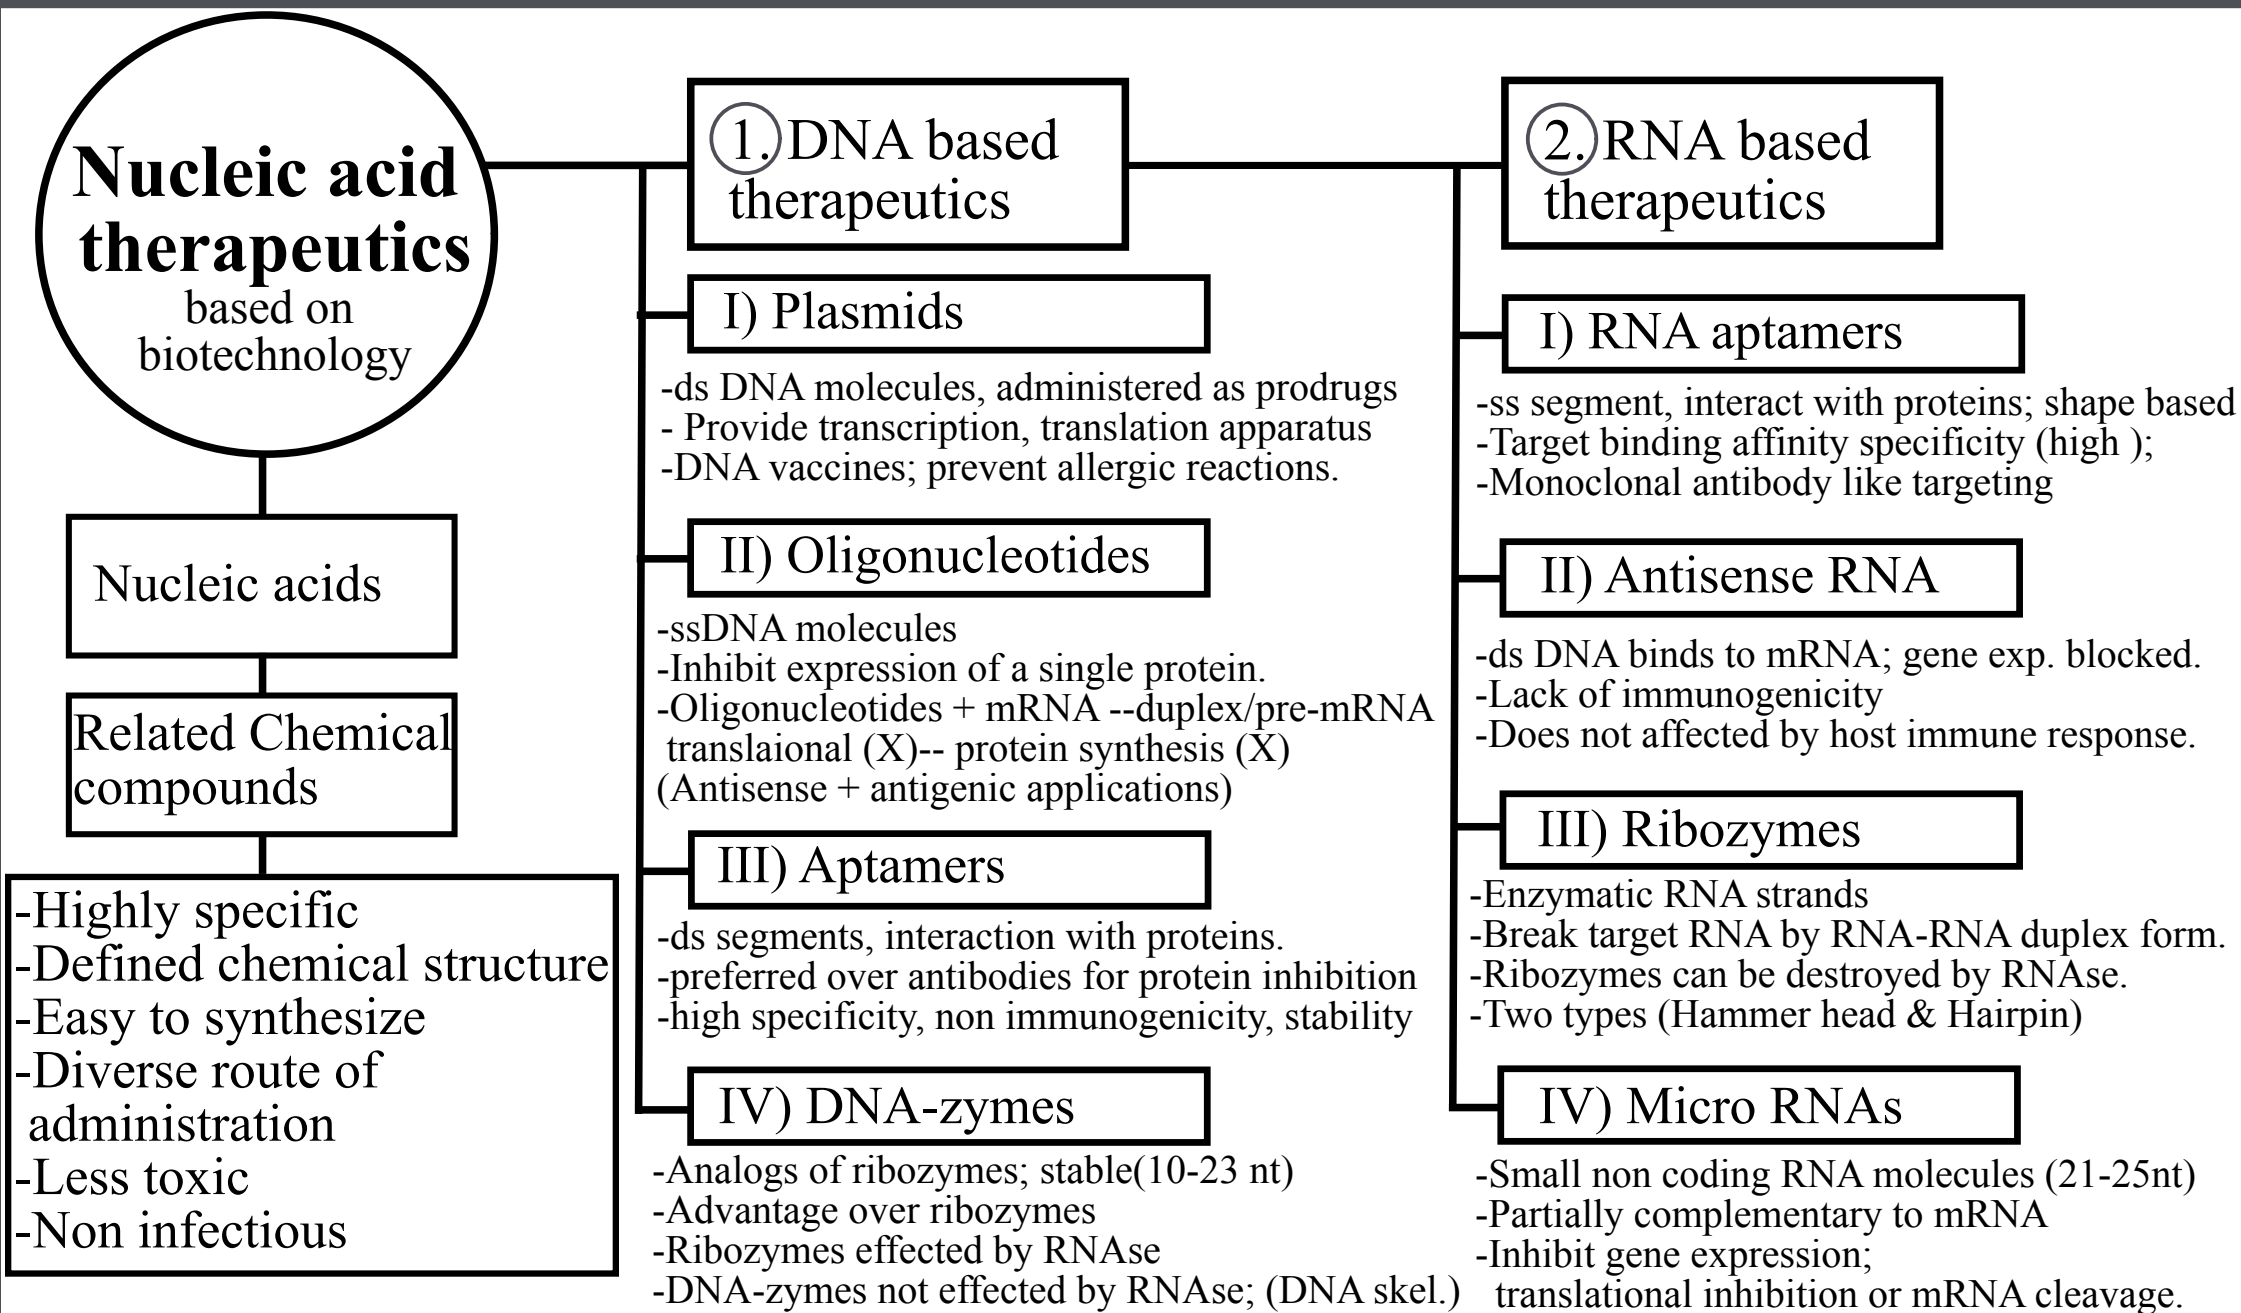 Nucleic acid
therapeutics
based on
biotechnology
Nucleic acids
Related Chemical
compounds
-Highly specific
-Defined chemical structure
-Easy to synthesize
-Diverse route of
administration
-Less toxic
-Non infectious
1. DNA based
therapeutics
I) Plasmids
-ds DNA molecules, administered as prodrugs
- Provide transcription, translation apparatus
-DNA vaccines; prevent allergic reactions.
II) Oligonucleotides
-ssDNA molecules
-Inhibit expression of a single protein.
-Oligonucleotides + mRNA --duplex/pre-mRNA
translaional (X)-- protein synthesis (X)
(Antisense + antigenic applications)
III) Aptamers
-ds segments, interaction with proteins.
-preferred over antibodies for protein inhibition
-high specificity, non immunogenicity, stability
IV) DNA-zymes
-Analogs of ribozymes; stable(10-23 nt)
-Advantage over ribozymes
-Ribozymes effected by RNAse
-DNA-zymes not effected by RNAse; (DNA skel.)
2. RNA based
therapeutics
I) RNA aptamers
-ss segment, interact with proteins; shape based
-Target binding affinity specificity (high );
-Monoclonal antibody like targeting
II) Antisense RNA
-ds DNA binds to mRNA; gene exp. blocked.
-Lack of immunogenicity
-Does not affected by host immune response.
III) Ribozymes
-Enzymatic RNA strands
-Break target RNA by RNA-RNA duplex form.
-Ribozymes can be destroyed by RNAse.
-Two types (Hammer head & Hairpin)
IV) Micro RNAs
-Small non coding RNA molecules (21-25nt)
-Partially complementary to mRNA
-Inhibit gene expression;
translational inhibition or mRNA cleavage.